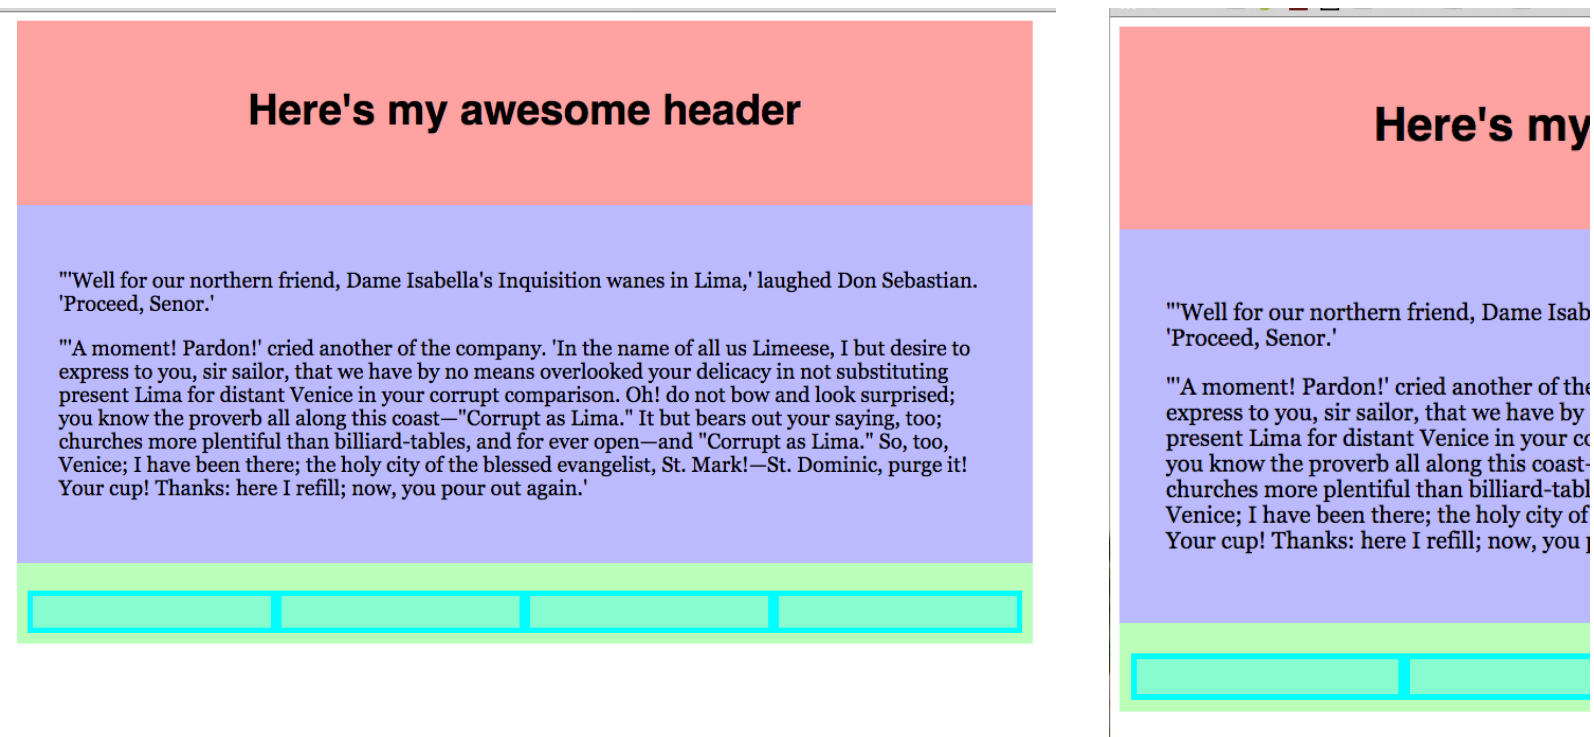 Here's my awesome header
"'Well for our northern friend, Dame Isabella's Inquisition wanes in Lima,' laughed Don Sebastian.
'Proceed, Senor.'
"'A moment! Pardon!' cried another of the company. 'In the name of all us Limeese, I but desire to
express to you, sir sailor, that we have by no means overlooked your delicacy in not substituting
present Lima for distant Venice in your corrupt comparison. Oh! do not bow and look surprised;
you know the proverb all along this coast—"Corrupt as Lima." It but bears out your saying, too;
churches more plentiful than billiard-tables, and for ever open—and "Corrupt as Lima." So, too,
Venice; I have been there; the holy city of the blessed evangelist, St. Mark!—St. Dominic, purge it!
Your cup! Thanks: here I refill; now, you pour out again.'
Here's my
"'Well for our northern friend, Dame Isab
'Proceed, Senor.'
"'A moment! Pardon!' cried another of the
express to you, sir sailor, that we have by
present Lima for distant Venice in your co
you know the proverb all along this coast-
churches more plentiful than billiard-tabl
Venice; I have been there; the holy city of
Your cup! Thanks: here I refill; now, you p